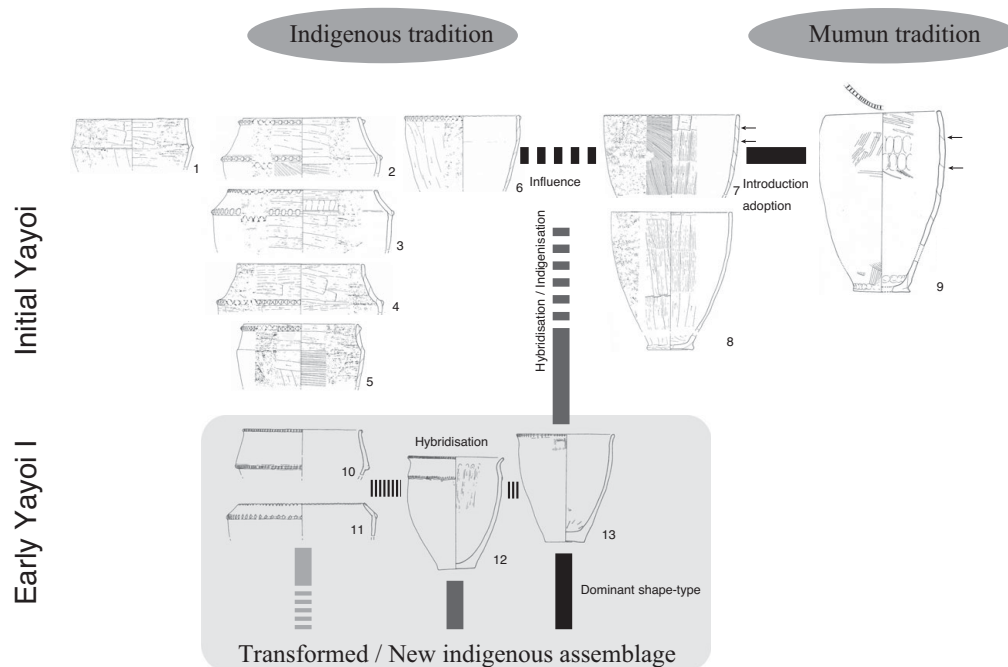 Indigenous tradition
Mumun tradition
Initial Yayoi
1
2
3
4
5
6
Influence
7
Introduction
adoption
8
9
Hybridisation / Indigenisation
Early Yayoi I
10
11
Hybridisation
12
13
Dominant shape-type
Transformed / New indigenous assemblage